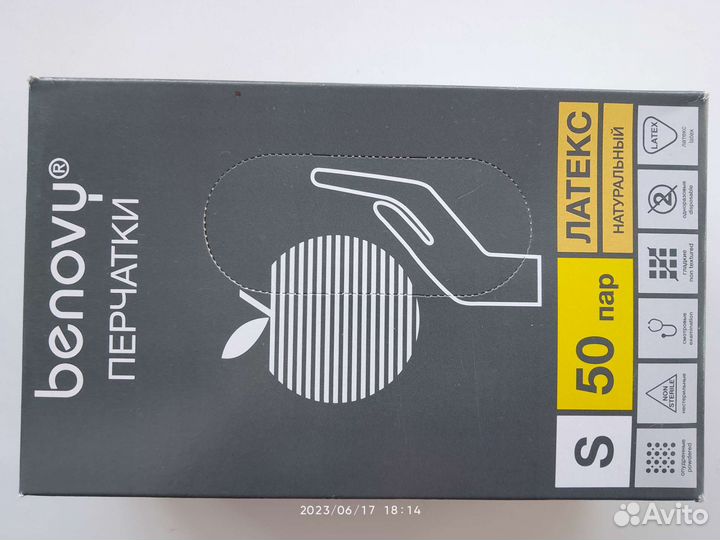 benovy®
ПЕРЧАТКИ
S
50 пар
ЛАТЕКС
НАТУРАЛЬНЫЙ
опудренные
powdered
NON
STERILE
нестерильные
смотровые
examination
гладкие
non textured
2
одноразовые
disposable
LATEX
латекс
latex
2023/06/17 18:14
Avito